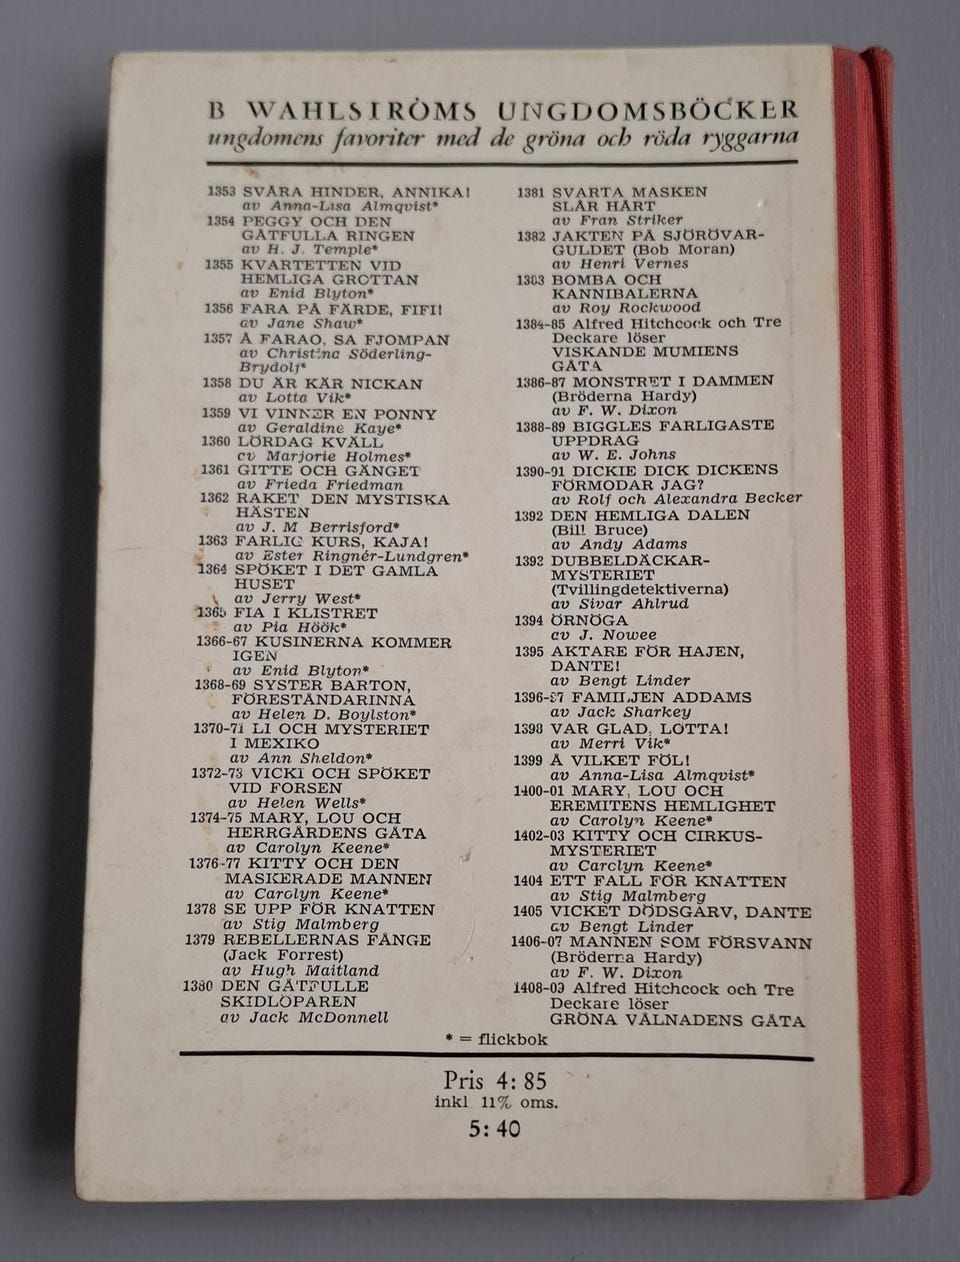 B WAHLSTRÖMS UNGDOMSBÖCKER
ungdomens favoriter med de gröna och röda ryggarna
1353 SVÅRA HINDER, ANNIKA!
av Anna-Lisa Almqvist*
1354 PEGGY OCH DEN
GÅTFULLA RINGEN
av H. J. Temple*
1355 KVARTETTEN VID
HEMLIGA GROTTAN
av Enid Blyton*
1356 FARA PÅ FÄRDE, FIFI!
av Jane Shaw*
1357 Å FARAO, SA FJOMPAN
av Christina Söderling-
Brydolf*
1358 DU ÄR KÄR NICKAN
av Lotta Vik*
1359 VI VINNER EN PONNY
av Geraldine Kaye*
1360 LÖRDAG KVÄLL
av Marjorie Holmes*
1361 GITTE OCH GÄNGET
av Frieda Friedman
1362 RAKET DEN MYSTISKA
HÄSTEN
av J. M Berrisford*
1363 FARLIG KURS, KAJA!
av Ester Ringnér-Lundgren*
1364 SPÖKET I DET GAMLA
HUSET
av Jerry West*
1365 FIA I KLISTRET
av Pia Höök*
1366-67 KUSINERNA KOMMER
IGEN
av Enid Blyton*
1368-69 SYSTER BARTON,
FÖRESTÅNDARINNA
av Helen D. Boylston*
1370-71 LI OCH MYSTERIET
I MEXIKO
av Ann Sheldon*
1372-73 VICKI OCH SPÖKET
VID FORSEN
av Helen Wells*
1374-75 MARY, LOU OCH
HERRGÅRDENS GÅTA
av Carolyn Keene*
1376-77 KITTY OCH DEN
MASKERADE MANNEN
av Carolyn Keene*
1378 SE UPP FÖR KNATTEN
av Stig Malmberg
1379 REBELLERNAS FÅNGE
(Jack Forrest)
av Hugh Maitland
1380 DEN GÅTFULLE
SKIDLÖPAREN
av Jack McDonnell
1381 SVARTA MASKEN
SLÅR HÅRT
av Fran Striker
1382 JAKTEN PÅ SJÖRÖVAR-
GULDET (Bob Moran)
av Henri Vernes
1383 BOMBA OCH
KANNIBALERNA
av Roy Rockwood
1384-85 Alfred Hitchcock och Tre
Deckare löser
VISKANDE MUMIENS
GÅTA
1386-87 MONSTRET I DAMMEN
(Bröderna Hardy)
av F. W. Dixon
1388-89 BIGGLES FARLIGASTE
UPPDRAG
av W. E. Johns
1390-91 DICKIE DICK DICKENS
FÖRMODAR JAG?
av Rolf och Alexandra Becker
1392 DEN HEMLIGA DALEN
(Bill Bruce)
av Andy Adams
1392 DUBBELDÄCKAR-
MYSTERIET
(Tvillingdetektiverna)
av Sivar Ahlrud
1394 ÖRNÖGA
av J. Nowee
1395 AKTARE FÖR HAJEN,
DANTE!
av Bengt Linder
1396-97 FAMILJEN ADDAMS
av Jack Sharkey
1398 VAR GLAD, LOTTA!
av Merri Vik*
1399 Å VILKET FÖL!
av Anna-Lisa Almqvist*
1400-01 MARY, LOU OCH
EREMITENS HEMLIGHET
av Carolyn Keene*
1402-03 KITTY OCH CIRKUS-
MYSTERIET
av Carolyn Keene*
1404 ETT FALL FÖR KNATTEN
av Stig Malmberg
1405 VICKET DÖDSGARV, DANTE
av Bengt Linder
1406-07 MANNEN SOM FÖRSVANN
(Bröderna Hardy)
av F. W. Dixon
1408-09 Alfred Hitchcock och Tre
Deckare löser
GRÖNA VÅLNADENS GÅTA
* = flickbok
Pris 4: 85
inkl 11% oms.
5: 40